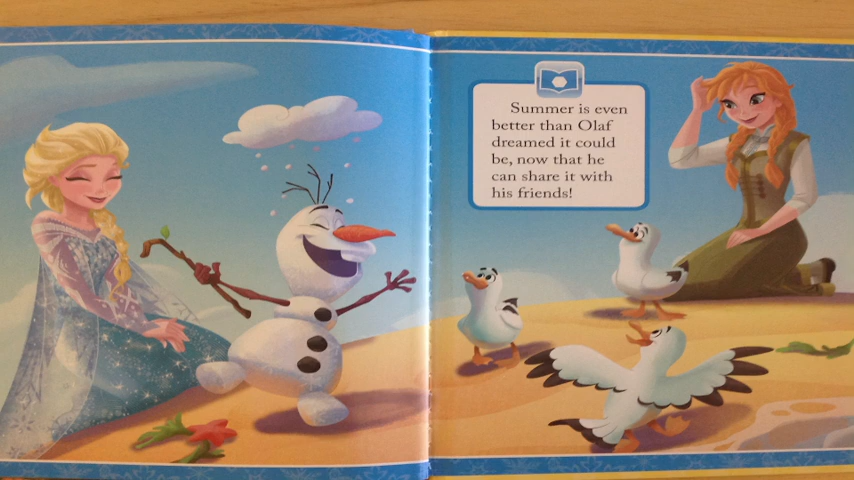 Summer is even
better than Olaf
dreamed it could
be, now that he
can share it with
his friends!